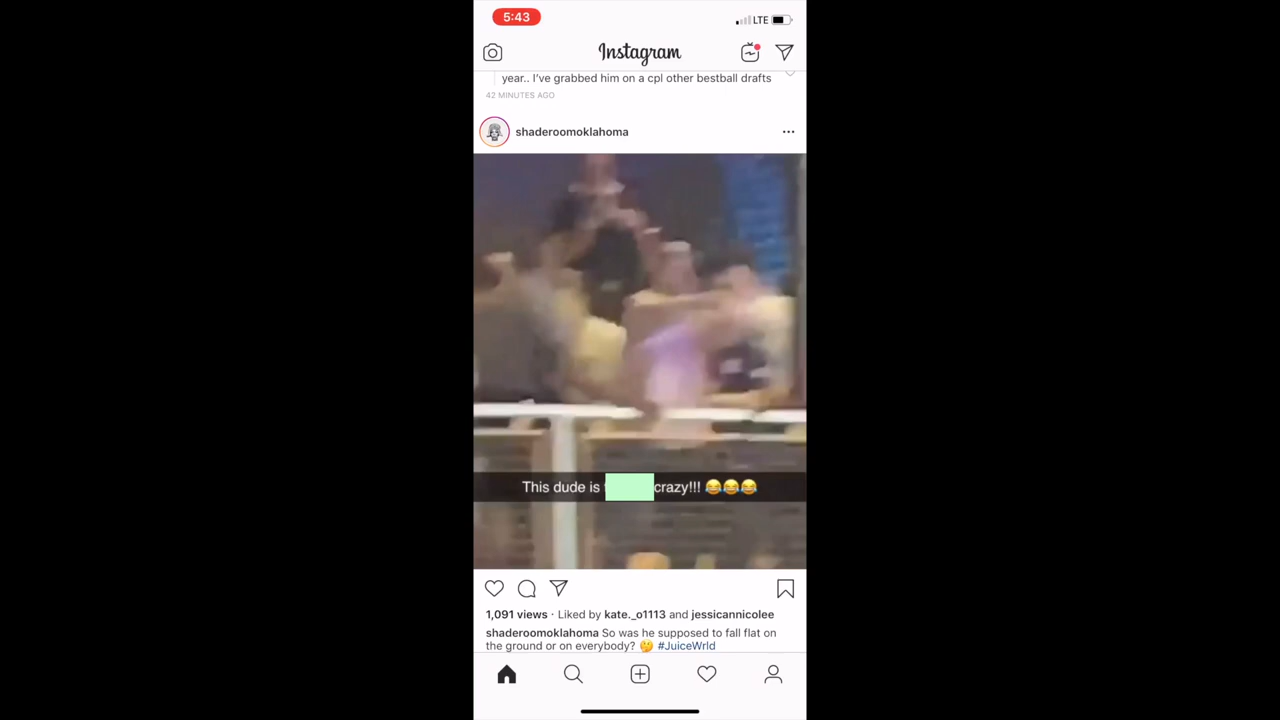 5:43
LTE
Instagram
year.. I've grabbed him on a cpl other bestball drafts
42 MINUTES AGO
shaderoomoklahoma
This dude is crazy!!! 😂😂😂
1,091 views · Liked by kate._o1113 and jessicannicolee
shaderoomoklahoma So was he supposed to fall flat on
the ground or on everybody? 🤔 #JuiceWrld